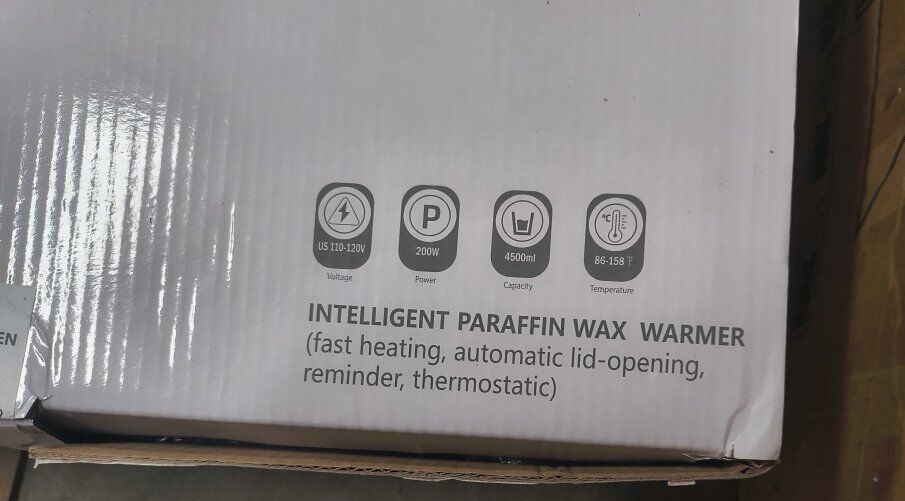 US 110-120V
200W
4500ml
°C
86-158 ℉
P
Voltage
Power
Capacity
Temperature
INTELLIGENT PARAFFIN WAX WARMER
(fast heating, automatic lid-opening,
reminder, thermostatic)
EN